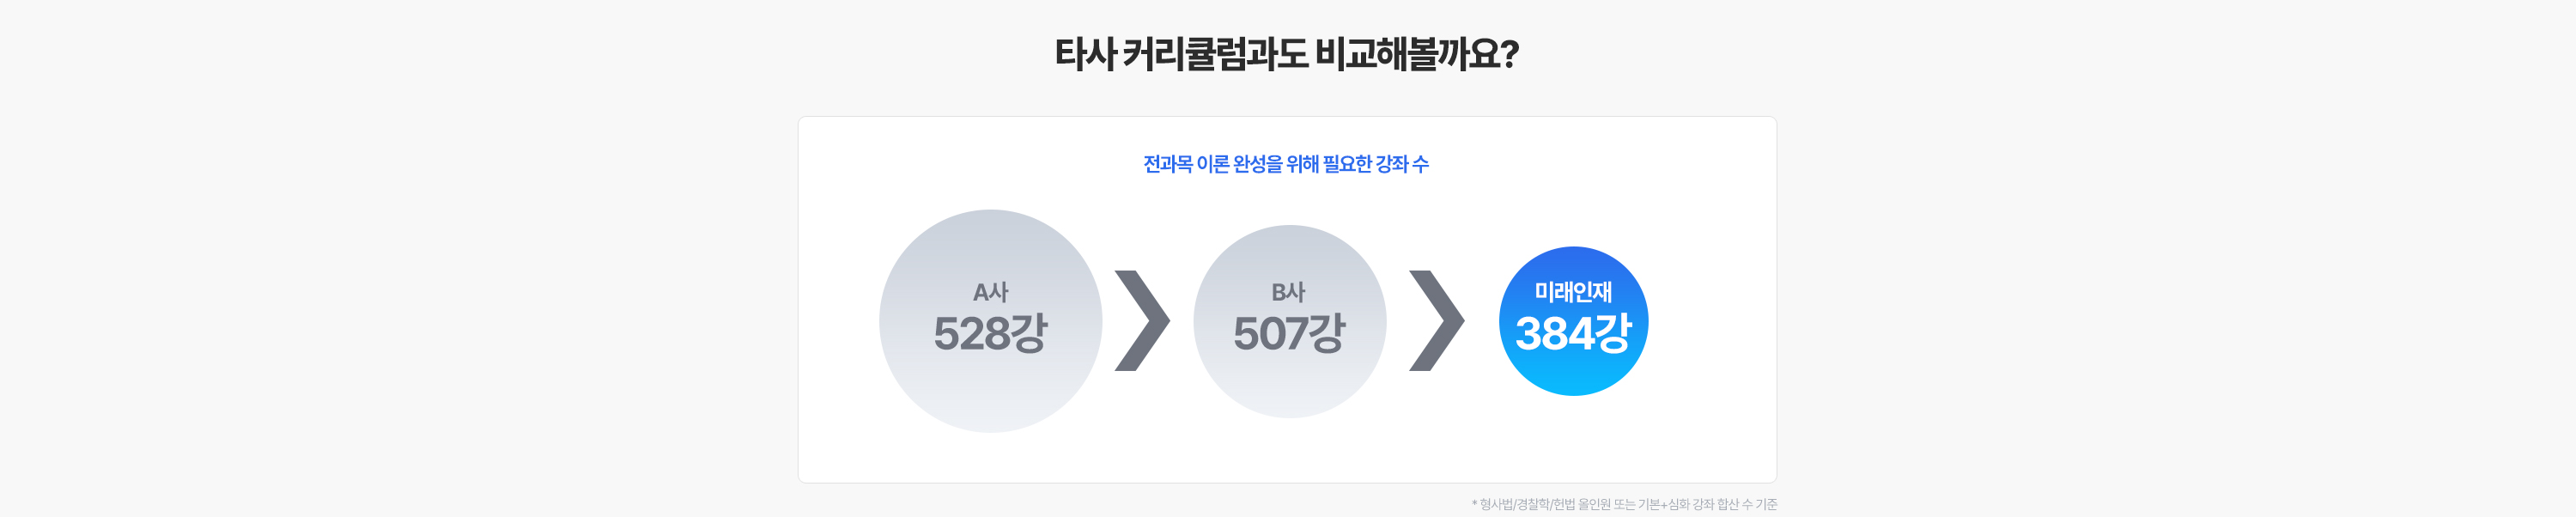 타사 커리큘럼과도 비교해볼까요?
전과목 이론 완성을 위해 필요한 강좌 수
A사
528강
B사
507강
미래인재
384강
* 형사법/경찰학/헌법 올인원 또는 기본+심화 강좌 합산 수 기준